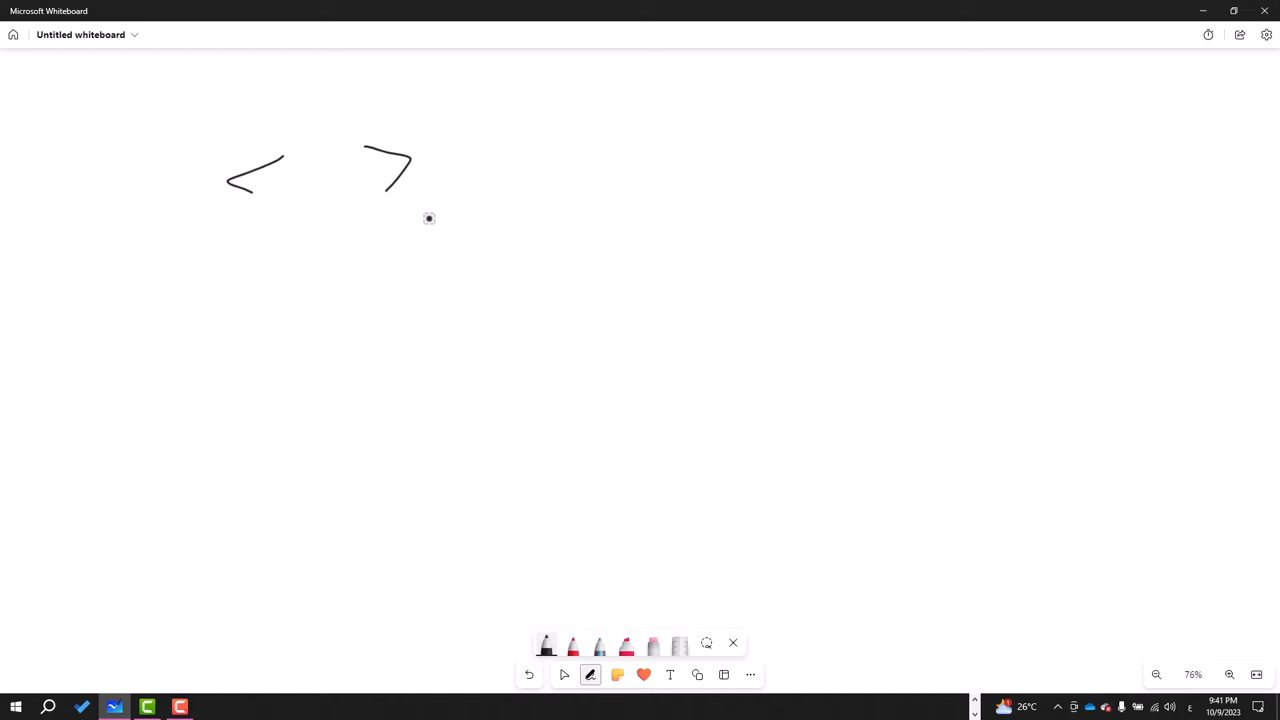 Microsoft Whiteboard
Untitled whiteboard
< >
76%
26°C
ع
9:41 PM
10/9/2023